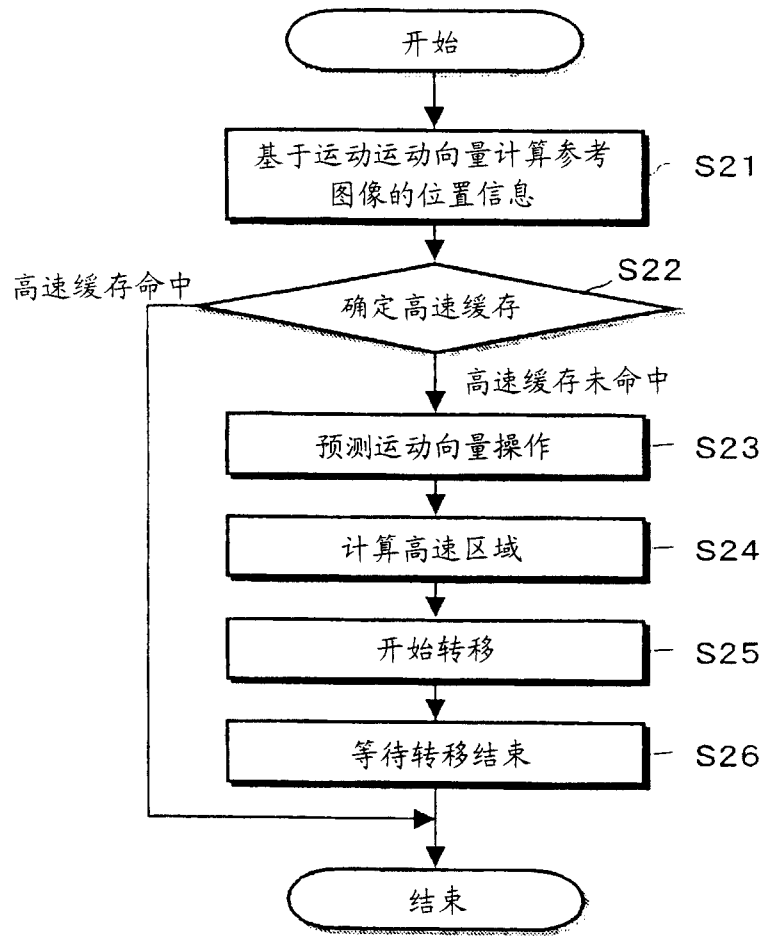 开始
基于运动运动向量计算参考
图像的位置信息
S21
S22
高速缓存命中
确定高速缓存
高速缓存未命中
预测运动向量操作
S23
计算高速区域
S24
开始转移
S25
等待转移结束
S26
结束